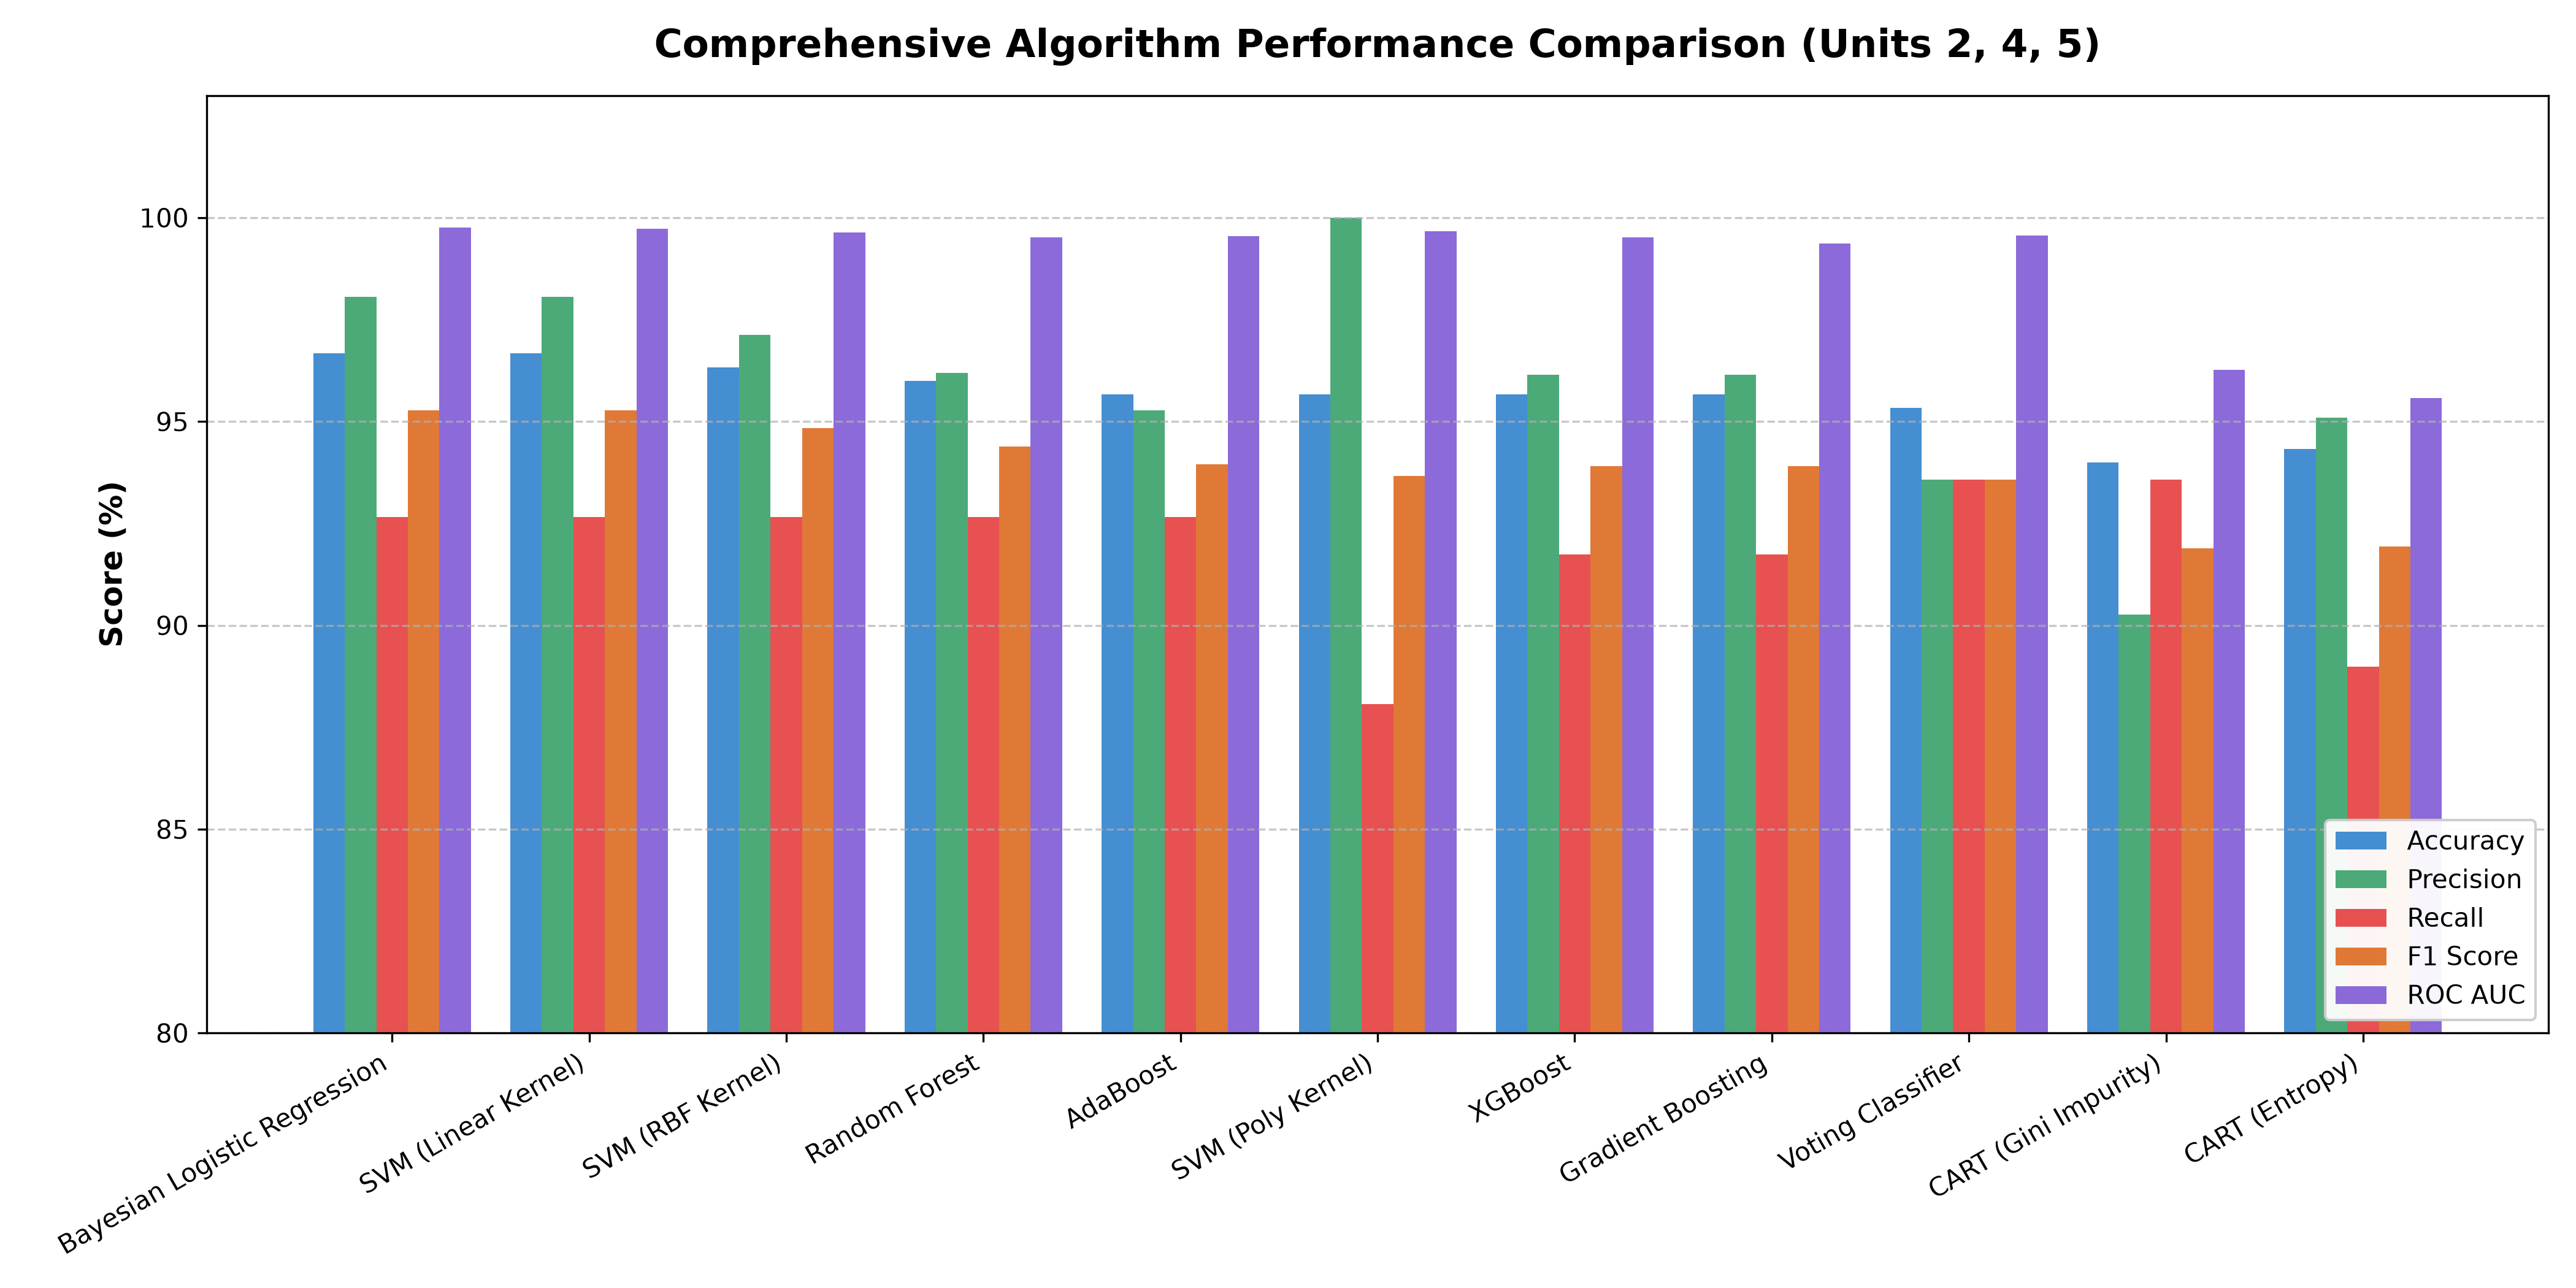 Comprehensive Algorithm Performance Comparison (Units 2, 4, 5)
Score (%)
100
95
90
85
80
Accuracy
Precision
Recall
F1 Score
ROC AUC
Bayesian Logistic Regression
SVM (Linear Kernel)
SVM (RBF Kernel)
Random Forest
AdaBoost
SVM (Poly Kernel)
XGBoost
Gradient Boosting
Voting Classifier
CART (Gini Impurity)
CART (Entropy)